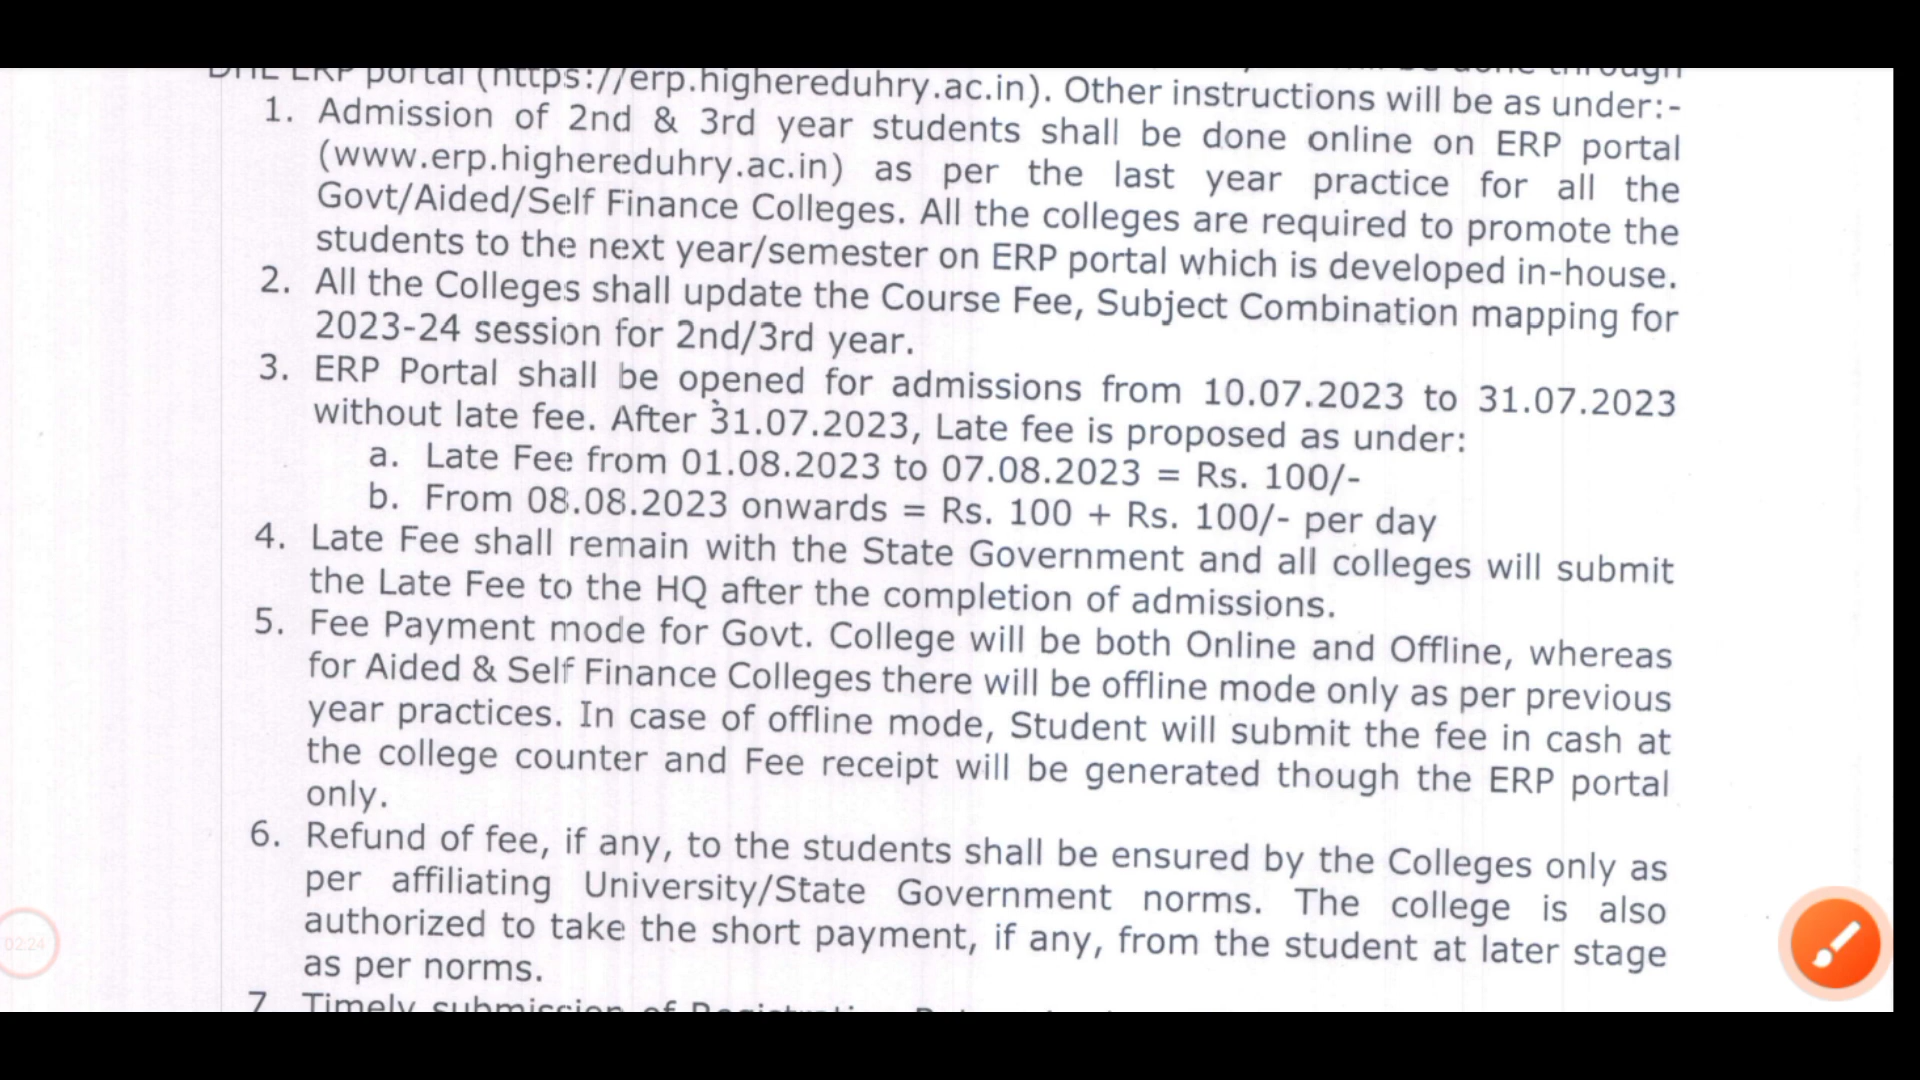 DHE ERP portal (https://erp.highereduhry.ac.in). Other instructions will be as under:-
1. Admission of 2nd & 3rd year students shall be done online on ERP portal
(www.erp.highereduhry.ac.in) as per the last year practice for all the
Govt/Aided/Self Finance Colleges. All the colleges are required to promote the
students to the next year/semester on ERP portal which is developed in-house.
2. All the Colleges shall update the Course Fee, Subject Combination mapping for
2023-24 session for 2nd/3rd year.
3. ERP Portal shall be opened for admissions from 10.07.2023 to 31.07.2023
without late fee. After 31.07.2023, Late fee is proposed as under:
a. Late Fee from 01.08.2023 to 07.08.2023 = Rs. 100/-
b. From 08.08.2023 onwards = Rs. 100 + Rs. 100/- per day
4. Late Fee shall remain with the State Government and all colleges will submit
the Late Fee to the HQ after the completion of admissions.
5. Fee Payment mode for Govt. College will be both Online and Offline, whereas
for Aided & Self Finance Colleges there will be offline mode only as per previous
year practices. In case of offline mode, Student will submit the fee in cash at
the college counter and Fee receipt will be generated though the ERP portal
only.
6. Refund of fee, if any, to the students shall be ensured by the Colleges only as
per affiliating University/State Government norms. The college is also
authorized to take the short payment, if any, from the student at later stage
as per norms.
02:24
7. Timely submission of